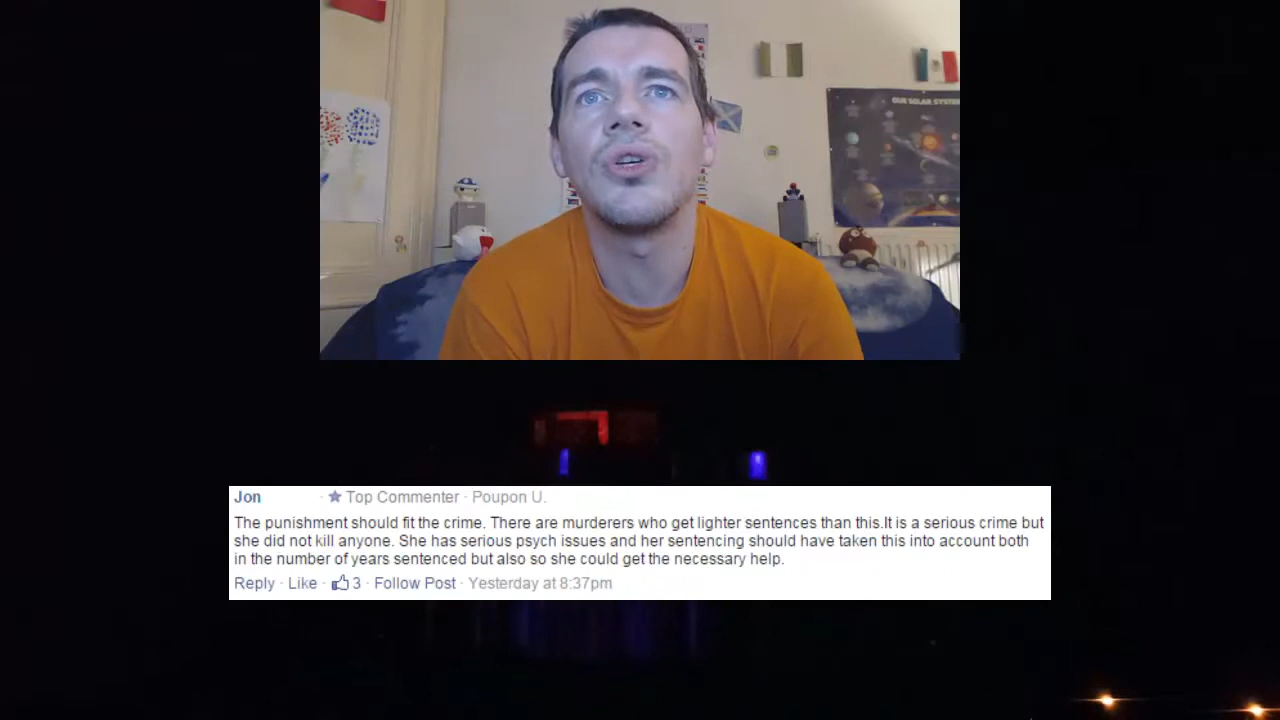 OUR SOLAR SYSTEM
Jon · ★ Top Commenter · Poupon U.
The punishment should fit the crime. There are murderers who get lighter sentences than this.It is a serious crime but
she did not kill anyone. She has serious psych issues and her sentencing should have taken this into account both
in the number of years sentenced but also so she could get the necessary help.
Reply · Like · 3 · Follow Post · Yesterday at 8:37pm